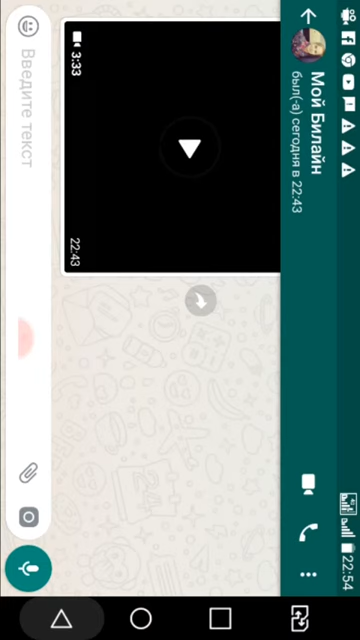 22:54
Мой Билайн
был(-а) сегодня в 22:43
3:33
22:43
Введите текст